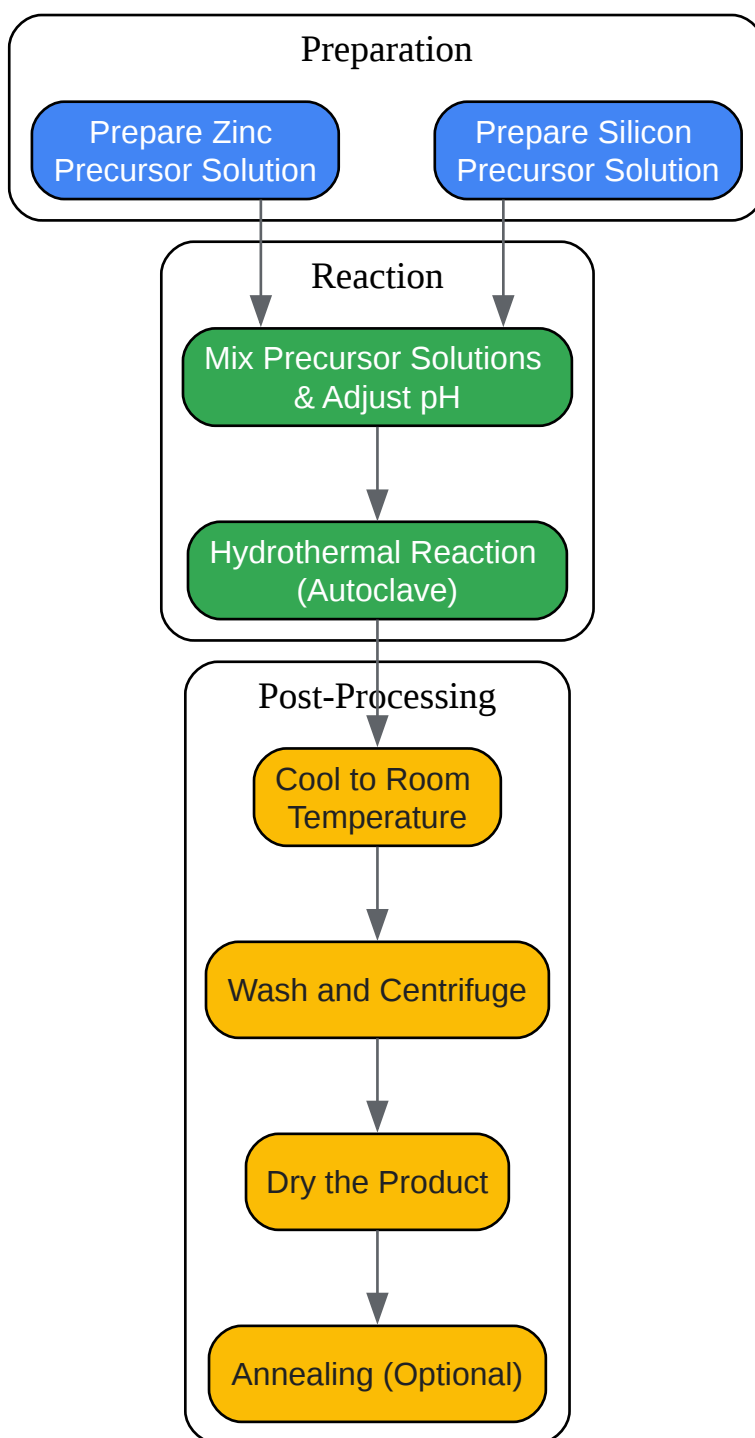 Preparation
Prepare Zinc
Precursor Solution
Prepare Silicon
Precursor Solution
Reaction
Mix Precursor Solutions
& Adjust pH
Hydrothermal Reaction
(Autoclave)
Post-Processing
Cool to Room
Temperature
Wash and Centrifuge
Dry the Product
Annealing (Optional)